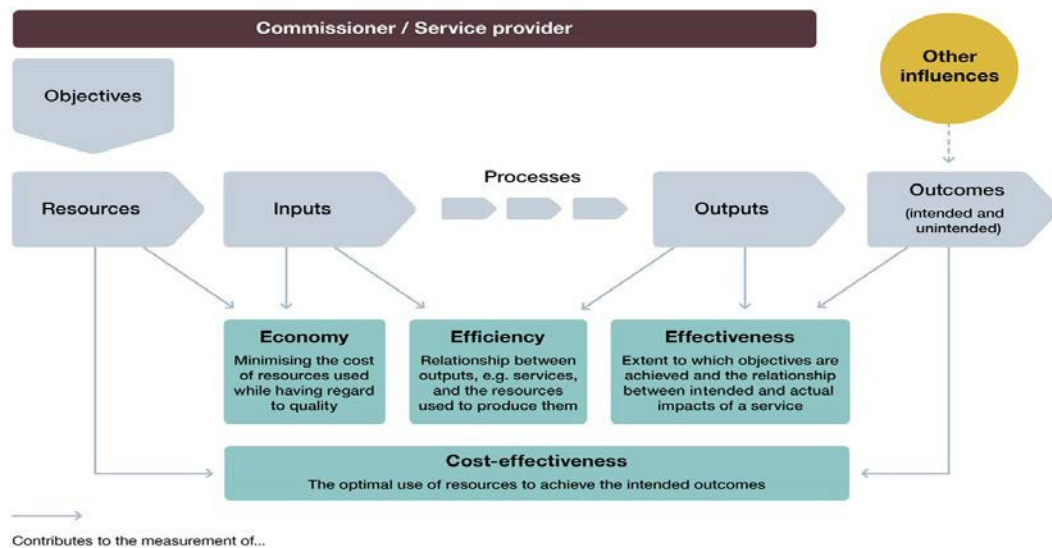 Commissioner / Service provider
Other
influences
Objectives
Resources
Inputs
Processes
Outputs
Outcomes
(intended and
unintended)
Economy
Minimising the cost
of resources used
while having regard
to quality
Efficiency
Relationship between
outputs, e.g. services,
and the resources
used to produce them
Effectiveness
Extent to which objectives are
achieved and the relationship
between intended and actual
impacts of a service
Cost-effectiveness
The optimal use of resources to achieve the intended outcomes
Contributes to the measurement of...